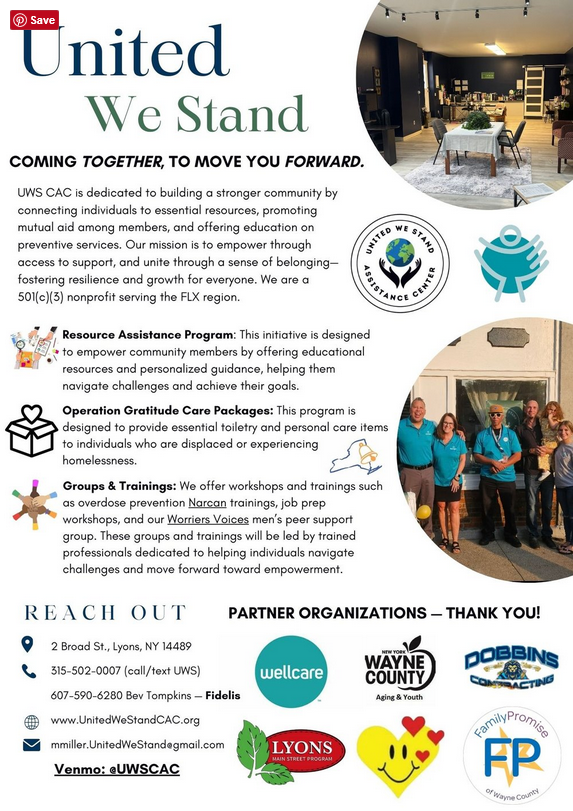 Save
United
We Stand
COMING TOGETHER, TO MOVE YOU FORWARD.
UWS CAC is dedicated to building a stronger community by
connecting individuals to essential resources, promoting
mutual aid among members, and offering education on
preventive services. Our mission is to empower through
access to support, and unite through a sense of belonging—
fostering resilience and growth for everyone. We are a
501(c)(3) nonprofit serving the FLX region.
UNITED WE STAND
ASSISTANCE CENTER
Resource Assistance Program: This initiative is designed
to empower community members by offering educational
resources and personalized guidance, helping them
navigate challenges and achieve their goals.
Operation Gratitude Care Packages: This program is
designed to provide essential toiletry and personal care items
to individuals who are displaced or experiencing
homelessness.
Groups & Trainings: We offer workshops and trainings such
as overdose prevention Narcan trainings, job prep
workshops, and our Worriers Voices men's peer support
group. These groups and trainings will be led by trained
professionals dedicated to helping individuals navigate
challenges and move forward toward empowerment.
REACH OUT
2 Broad St., Lyons, NY 14489
315-502-0007 (call/text UWS)
607-590-6280 Bev Tompkins — Fidelis
www.UnitedWeStandCAC.org
mmiller.UnitedWeStand@gmail.com
Venmo: @UWSCAC
PARTNER ORGANIZATIONS — THANK YOU!
wellcare
NEW YORK
WAYNE
COUNTY
Aging & Youth
DOBBINS
CONTRACTING
LYONS
MAIN STREET PROGRAM
FamilyPromise
FP
of Wayne County